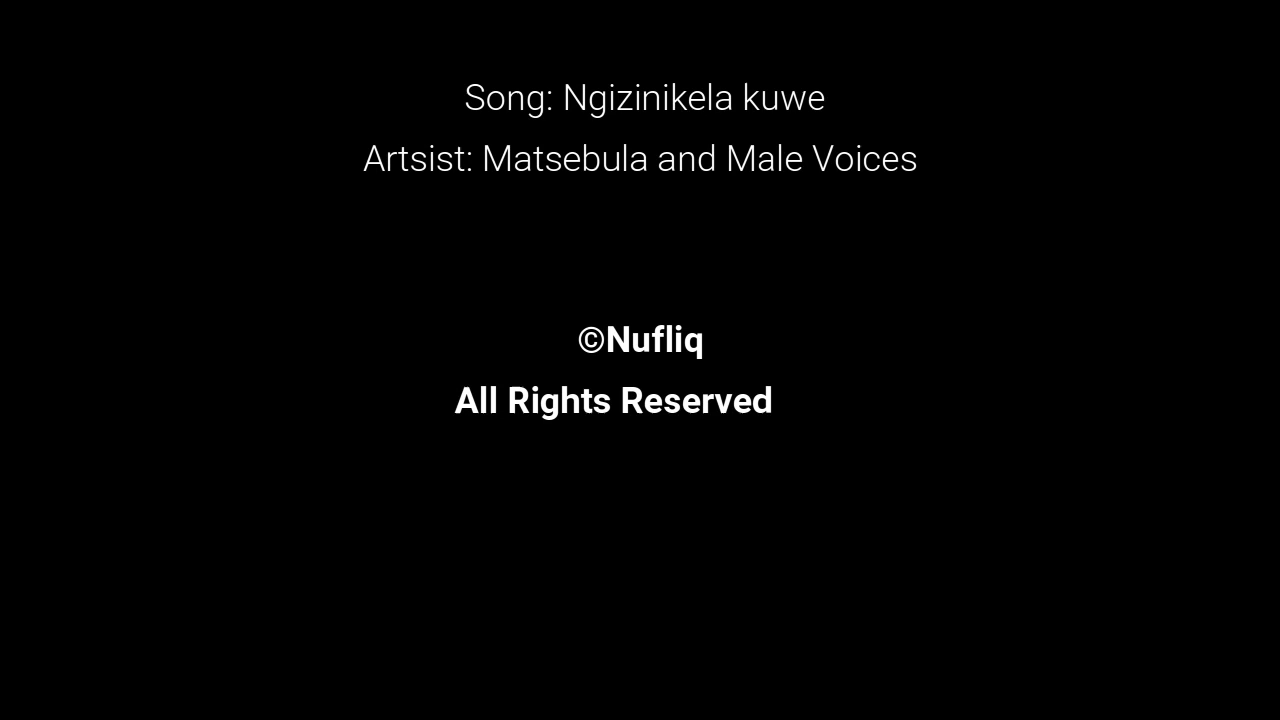 Song: Ngizinikela kuwe
Artsist: Matsebula and Male Voices
©Nufliq
All Rights Reserved